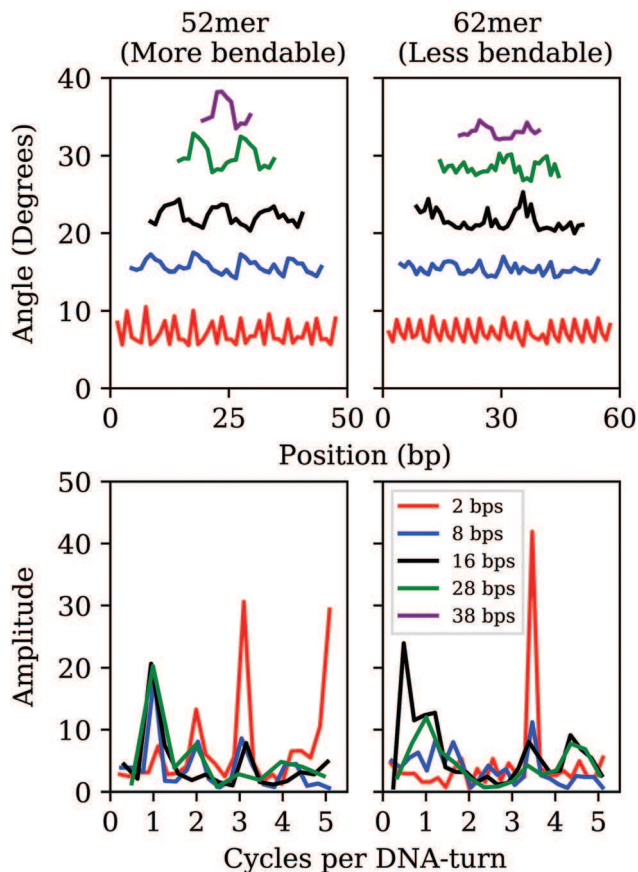 52mer
(More bendable)
62mer
(Less bendable)
Angle (Degrees)
40
30
20
10
0
0
25
50
0
30
60
Position (bp)
Amplitude
50
40
30
20
10
0
2 bps
8 bps
16 bps
28 bps
38 bps
0
1
2
3
4
5
0
1
2
3
4
5
Cycles per DNA-turn